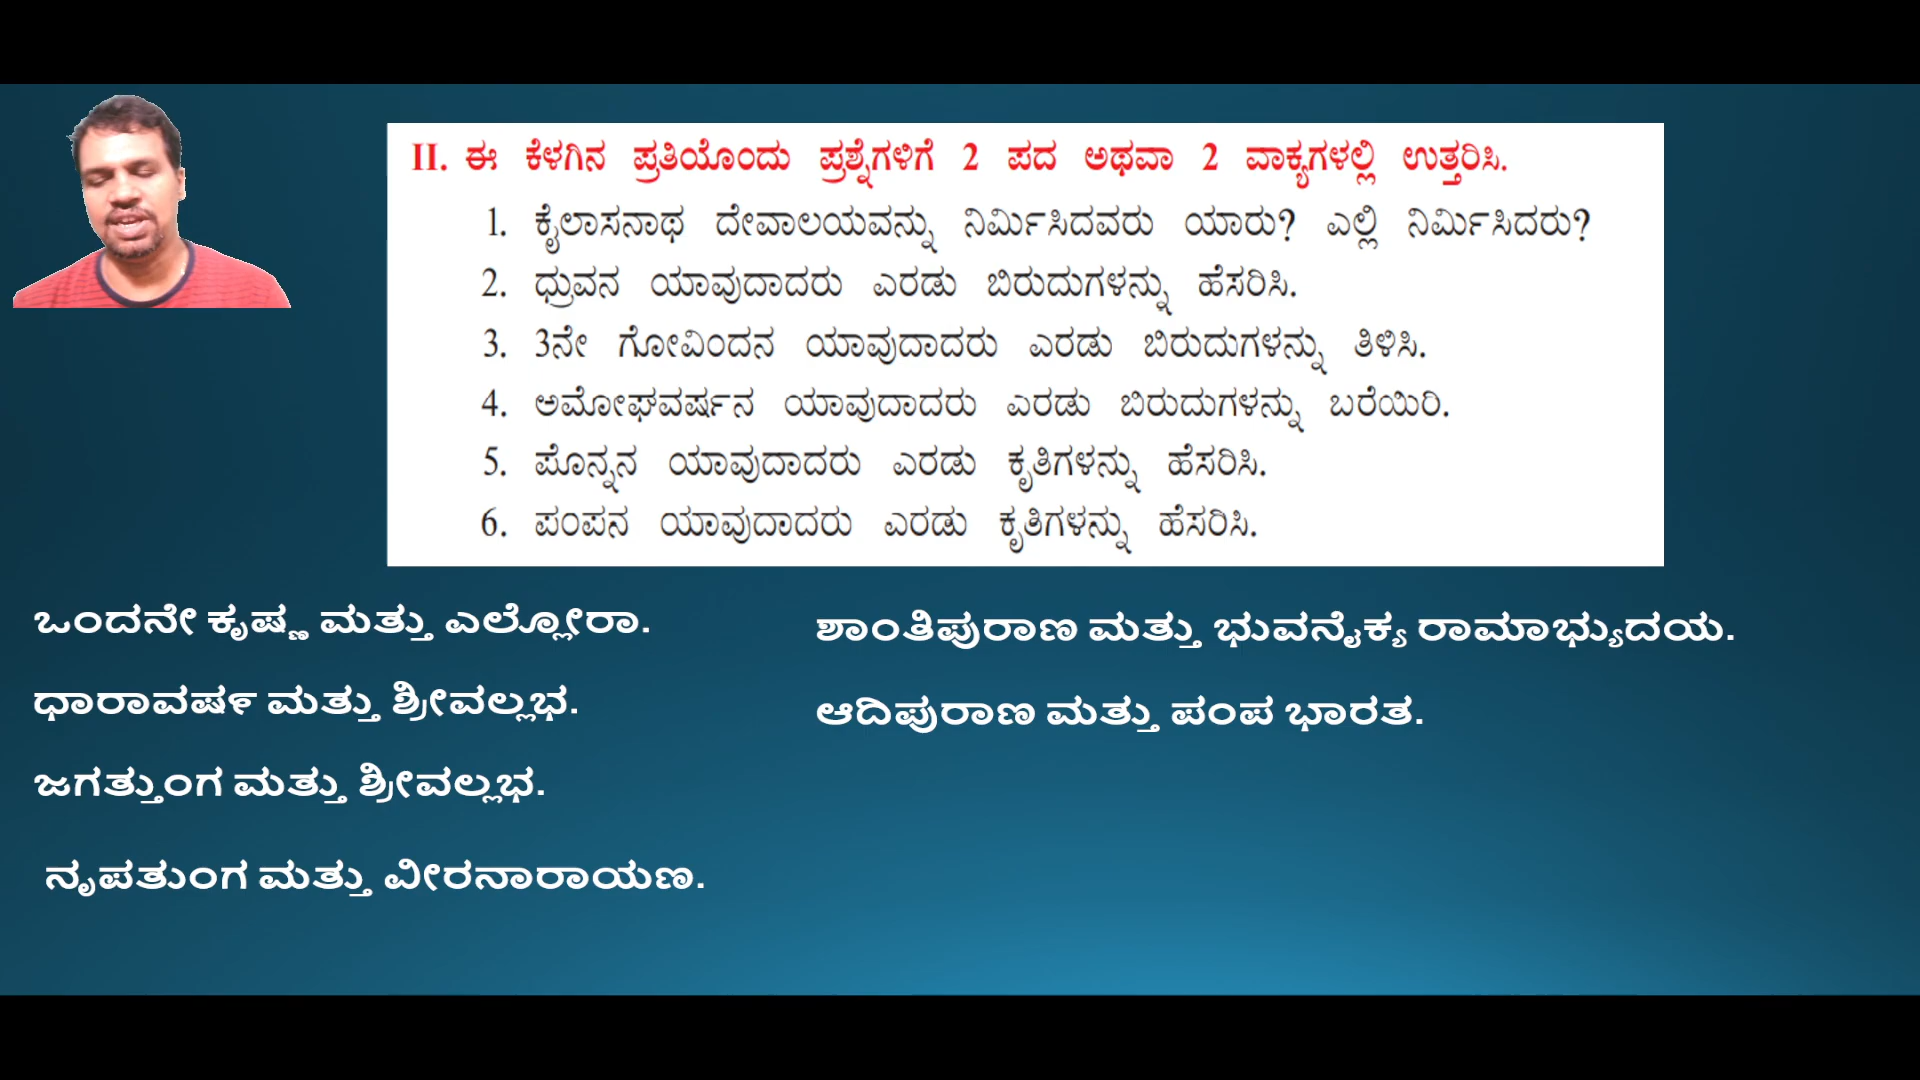 II. ಈ ಕೆಳಗಿನ ಪ್ರತಿಯೊಂದು ಪ್ರಶ್ನೆಗಳಿಗೆ 2 ಪದ ಅಥವಾ 2 ವಾಕ್ಯಗಳಲ್ಲಿ ಉತ್ತರಿಸಿ.
1. ಕೈಲಾಸನಾಥ ದೇವಾಲಯವನ್ನು ನಿರ್ಮಿಸಿದವರು ಯಾರು? ಎಲ್ಲಿ ನಿರ್ಮಿಸಿದರು?
2. ಧ್ರುವನ ಯಾವುದಾದರು ಎರಡು ಬಿರುದುಗಳನ್ನು ಹೆಸರಿಸಿ.
3. 3ನೇ ಗೋವಿಂದನ ಯಾವುದಾದರು ಎರಡು ಬಿರುದುಗಳನ್ನು ತಿಳಿಸಿ.
4. ಅಮೋಘವರ್ಷನ ಯಾವುದಾದರು ಎರಡು ಬಿರುದುಗಳನ್ನು ಬರೆಯಿರಿ.
5. ಪೊನ್ನನ ಯಾವುದಾದರು ಎರಡು ಕೃತಿಗಳನ್ನು ಹೆಸರಿಸಿ.
6. ಪಂಪನ ಯಾವುದಾದರು ಎರಡು ಕೃತಿಗಳನ್ನು ಹೆಸರಿಸಿ.
ಒಂದನೇ ಕೃಷ್ಣ ಮತ್ತು ಎಲ್ಲೋರಾ.
ಧಾರಾವರ್ಷ ಮತ್ತು ಶ್ರೀವಲ್ಲಭ.
ಜಗತ್ತುಂಗ ಮತ್ತು ಶ್ರೀವಲ್ಲಭ.
ನೃಪತುಂಗ ಮತ್ತು ವೀರನಾರಾಯಣ.
ಶಾಂತಿಪುರಾಣ ಮತ್ತು ಭುವನೈಕ್ಯ ರಾಮಾಭ್ಯುದಯ.
ಆದಿಪುರಾಣ ಮತ್ತು ಪಂಪ ಭಾರತ.